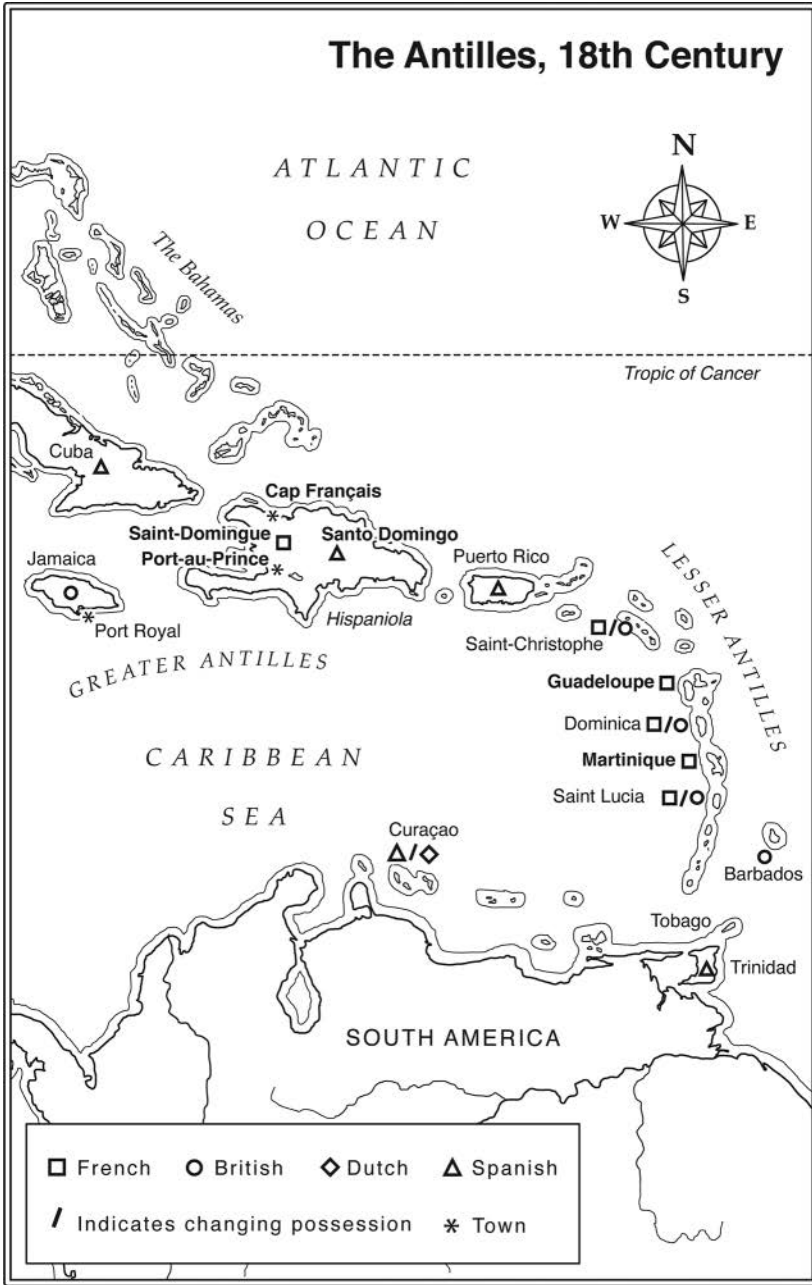 The Antilles, 18th Century
ATLANTIC
OCEAN
N
W
E
S
The Bahamas
Tropic of Cancer
Cuba
Cap Français
Saint-Domingue
Santo Domingo
Port-au-Prince
Jamaica
Puerto Rico
Port Royal
Hispaniola
LESSER ANTILLES
Saint-Christophe
GREATER ANTILLES
Guadeloupe
Dominica
CARIBBEAN
SEA
Martinique
Saint Lucia
Curaçao
Barbados
Tobago
Trinidad
SOUTH AMERICA
French British Dutch Spanish
/ Indicates changing possession * Town